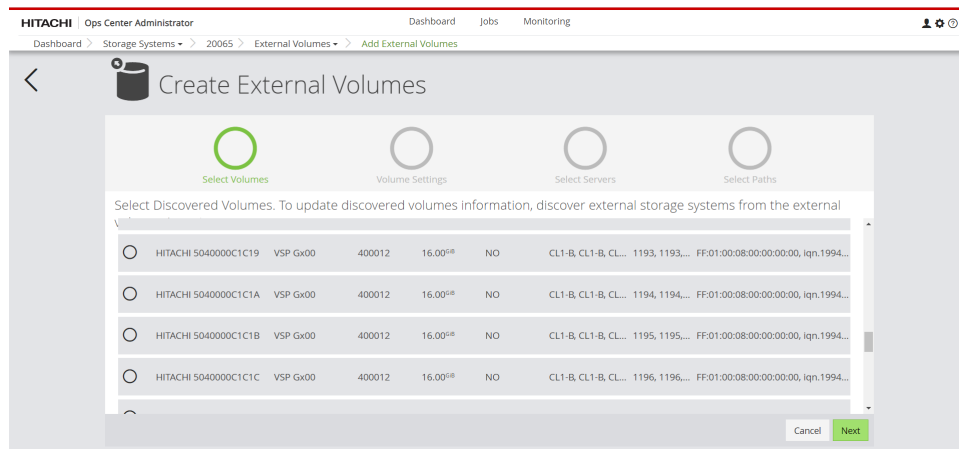 HITACHI Ops Center Administrator Dashboard Jobs Monitoring
Dashboard Storage Systems 20065 External Volumes Add External Volumes
Create External Volumes
Select Volumes Volume Settings Select Servers Select Paths
Select Discovered Volumes. To update discovered volumes information, discover external storage systems from the external
HITACHI 5040000C1C19 VSP Gx00 400012 16.00GiB NO CL1-B, CL1-B, CL... 1193, 1193,... FF:01:00:08:00:00:00:00, iqn.1994...
HITACHI 5040000C1C1A VSP Gx00 400012 16.00GiB NO CL1-B, CL1-B, CL... 1194, 1194,... FF:01:00:08:00:00:00:00, iqn.1994...
HITACHI 5040000C1C1B VSP Gx00 400012 16.00GiB NO CL1-B, CL1-B, CL... 1195, 1195,... FF:01:00:08:00:00:00:00, iqn.1994...
HITACHI 5040000C1C1C VSP Gx00 400012 16.00GiB NO CL1-B, CL1-B, CL... 1196, 1196,... FF:01:00:08:00:00:00:00, iqn.1994...
Cancel Next